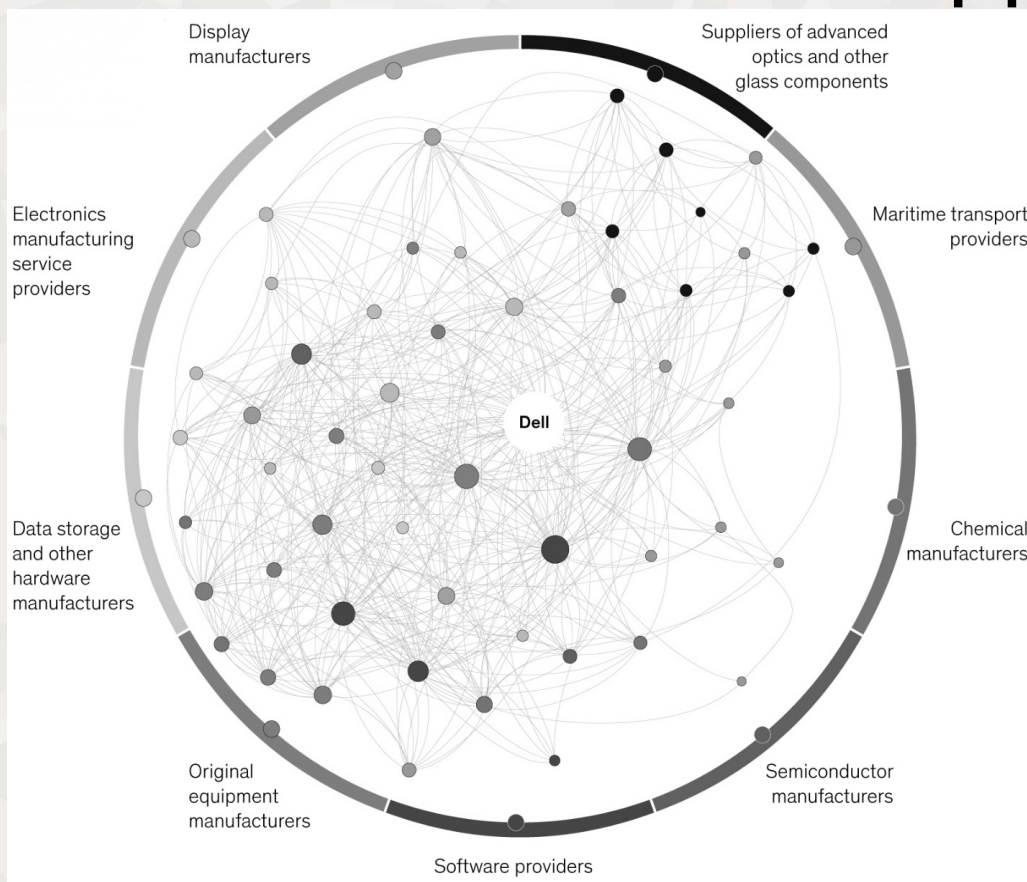 Display
manufacturers
Suppliers of advanced
optics and other
glass components
Electronics
manufacturing
service
providers
Maritime transport
providers
Dell
Data storage
and other
hardware
manufacturers
Chemical
manufacturers
Original
equipment
manufacturers
Semiconductor
manufacturers
Software providers